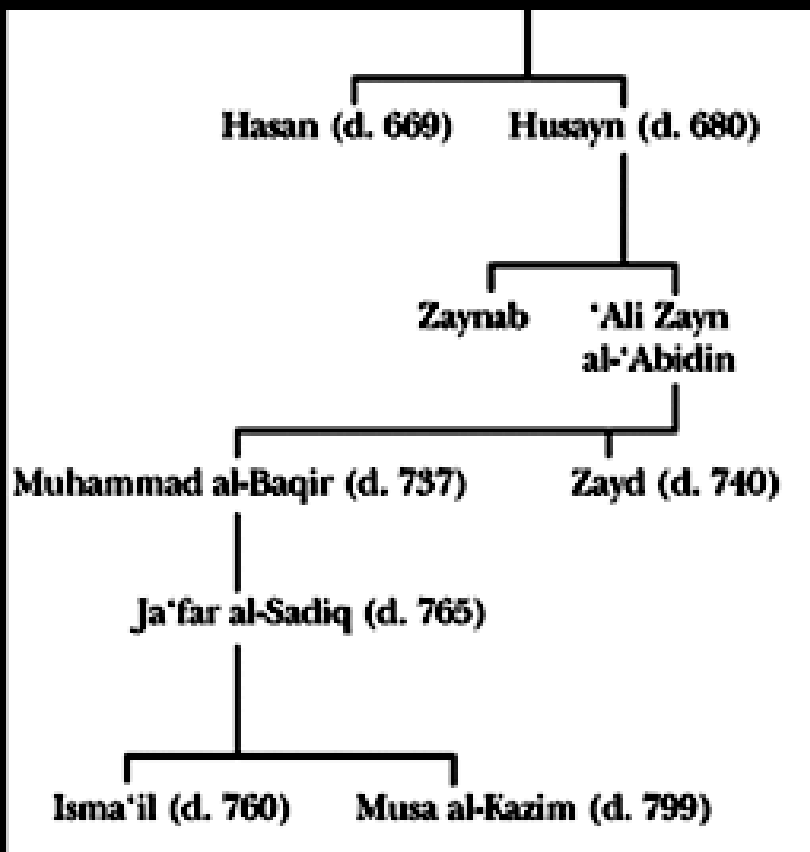 Hasan (d. 669) Husayn (d. 680)
Zaynab ‘Ali Zayn
al-‘Abidin
Muhammad al-Baqir (d. 737) Zayd (d. 740)
Ja‘far al-Sadiq (d. 765)
Isma‘il (d. 760) Musa al-Kazim (d. 799)